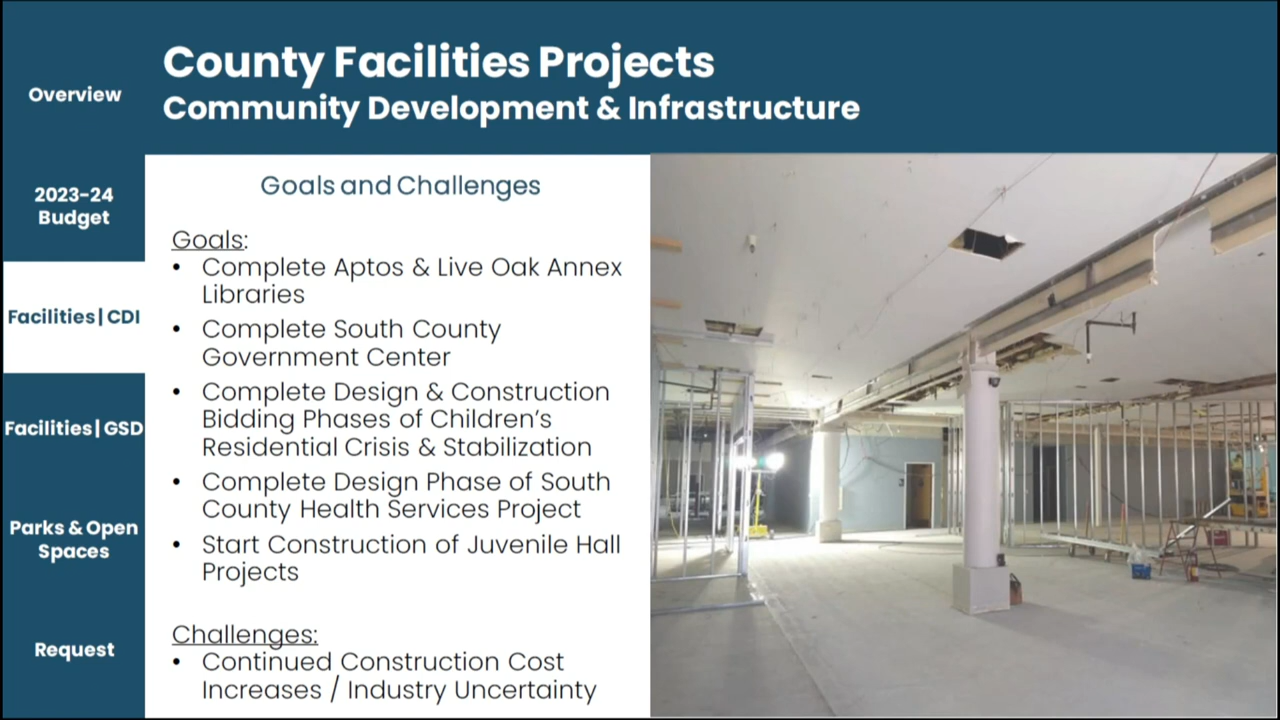 County Facilities Projects
Community Development & Infrastructure
Overview
2023-24
Budget
Facilities | CDI
Facilities | GSD
Parks & Open
Spaces
Request
Goals and Challenges
Goals:
• Complete Aptos & Live Oak Annex
Libraries
• Complete South County
Government Center
• Complete Design & Construction
Bidding Phases of Children's
Residential Crisis & Stabilization
• Complete Design Phase of South
County Health Services Project
• Start Construction of Juvenile Hall
Projects
Challenges:
• Continued Construction Cost
Increases / Industry Uncertainty